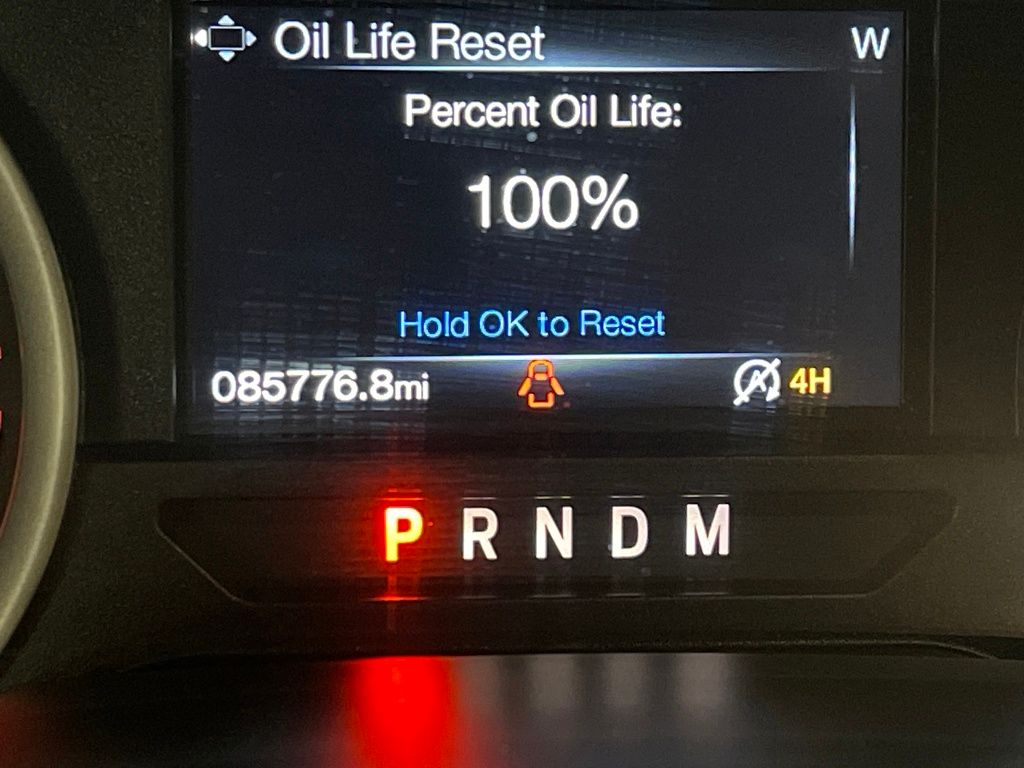 Oil Life Reset W
Percent Oil Life:
100%
Hold OK to Reset
085776.8mi A 4H
P R N D M